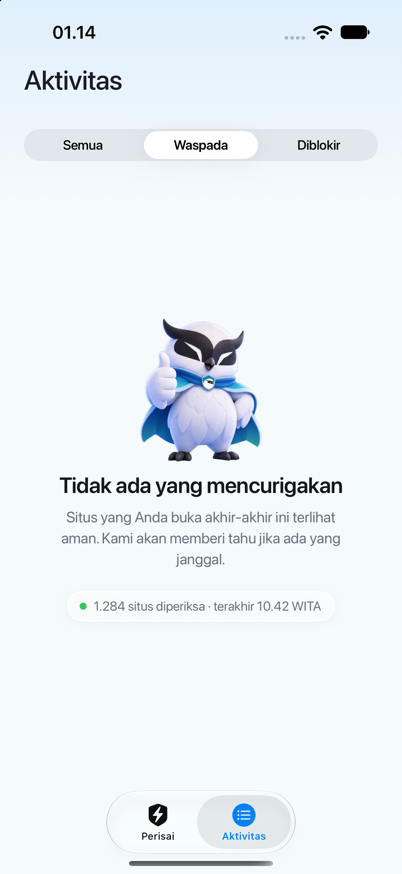 01.14
Aktivitas
Semua
Waspada
Diblokir
Tidak ada yang mencurigakan
Situs yang Anda buka akhir-akhir ini terlihat
aman. Kami akan memberi tahu jika ada yang
janggal.
1.284 situs diperiksa · terakhir 10.42 WITA
Perisai
Aktivitas